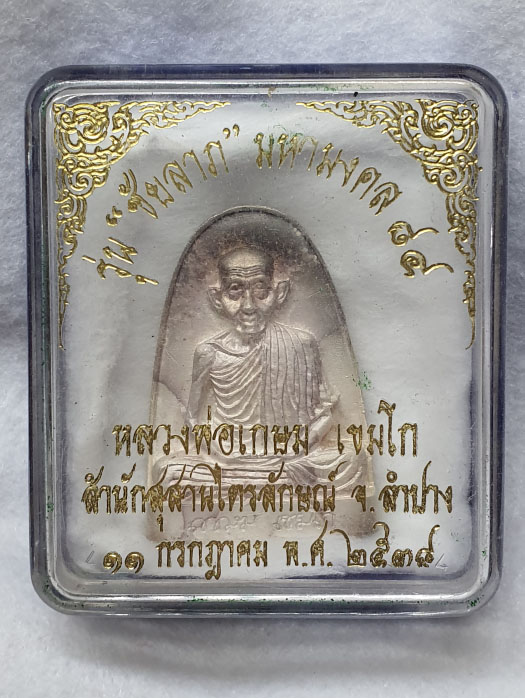 รุ่น “ชัยลาภ” มหามงคล ๘๔
หลวงพ่อเกษม เขมโก
สำนักสุสานไตรลักษณ์ จ.ลำปาง
๑๑ กรกฎาคม พ.ศ.๒๕๓๘